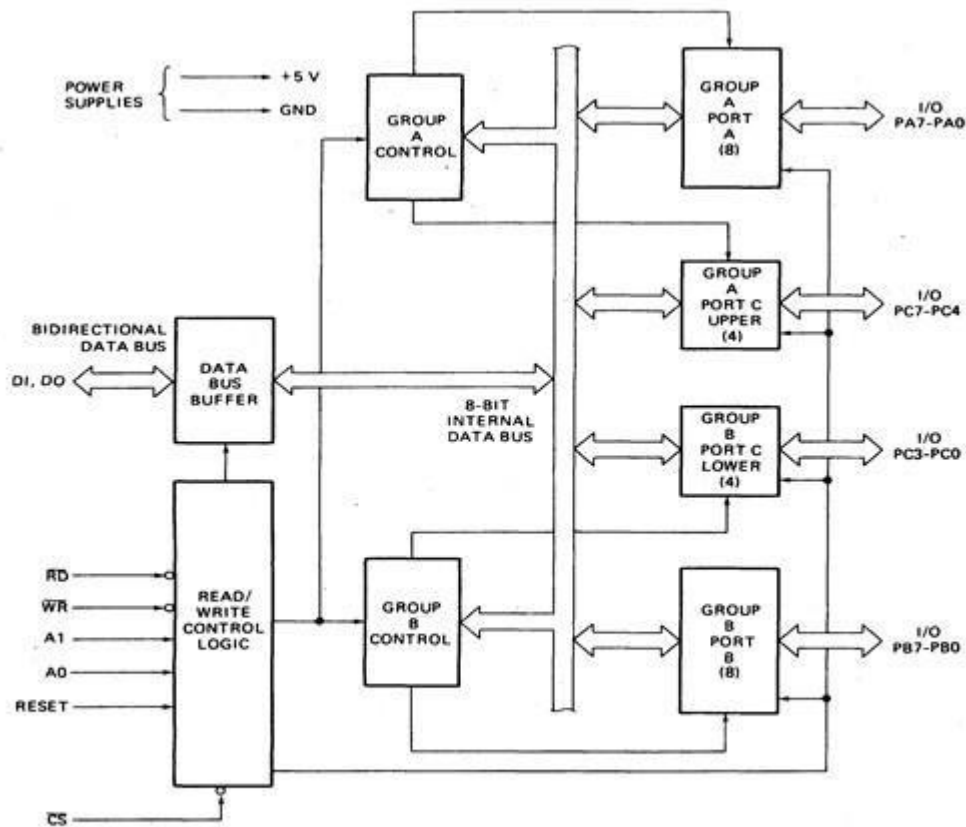 POWER
SUPPLIES
+5 V
GND
GROUP
A
CONTROL
GROUP
A
PORT
A
(8)
I/O
PA7-PA0
GROUP
A
PORT C
UPPER
(4)
I/O
PC7-PC4
BIDIRECTIONAL
DATA BUS
DI, DO
DATA
BUS
BUFFER
8-BIT
INTERNAL
DATA BUS
GROUP
B
PORT C
LOWER
(4)
I/O
PC3-PC0
RD
WR
A1
A0
RESET
CS
READ/
WRITE
CONTROL
LOGIC
GROUP
B
CONTROL
GROUP
B
PORT
B
(8)
I/O
PB7-PB0